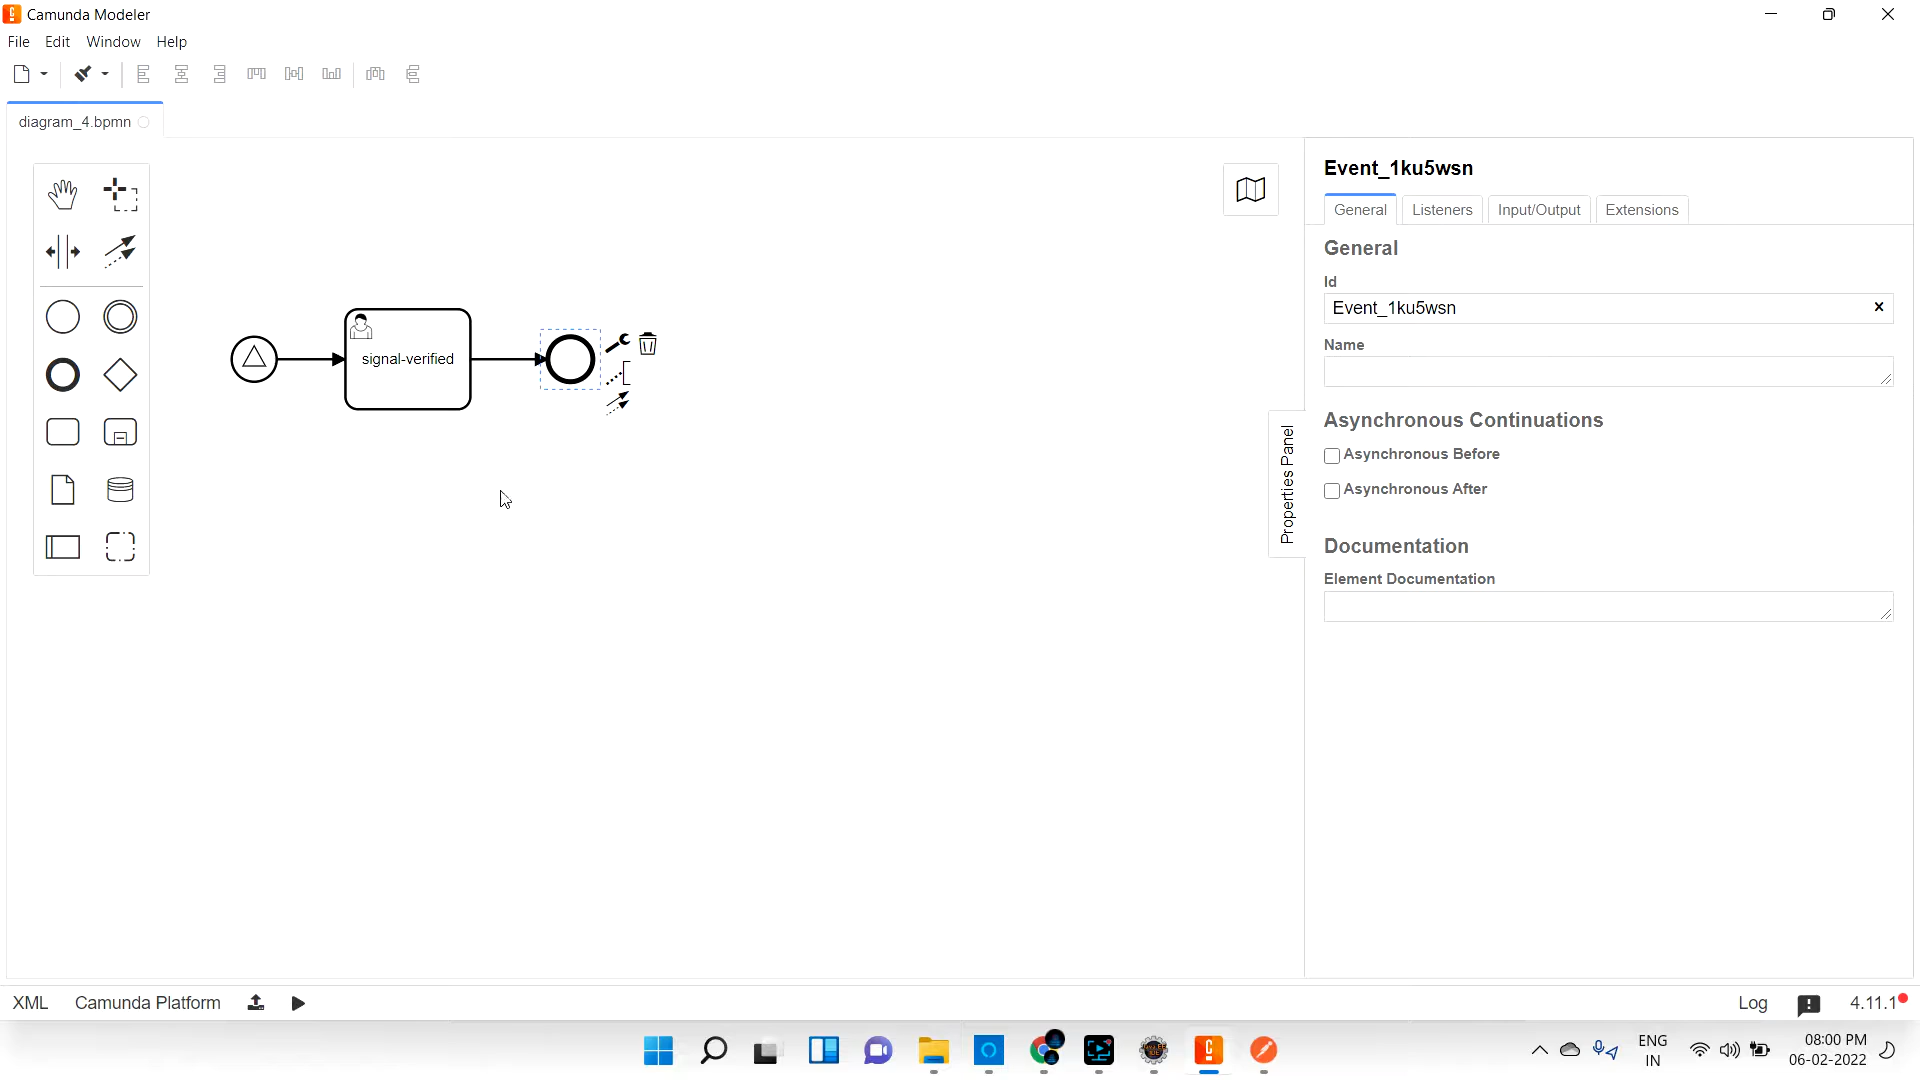 Camunda Modeler
File Edit Window Help
diagram_4.bpmn
Event_1ku5wsn
General Listeners Input/Output Extensions
General
Id
Event_1ku5wsn
Name
signal-verified
Asynchronous Continuations
Asynchronous Before
Asynchronous After
Properties Panel
Documentation
Element Documentation
XML Camunda Platform Log 4.11.1
ENG
IN
08:00 PM
06-02-2022